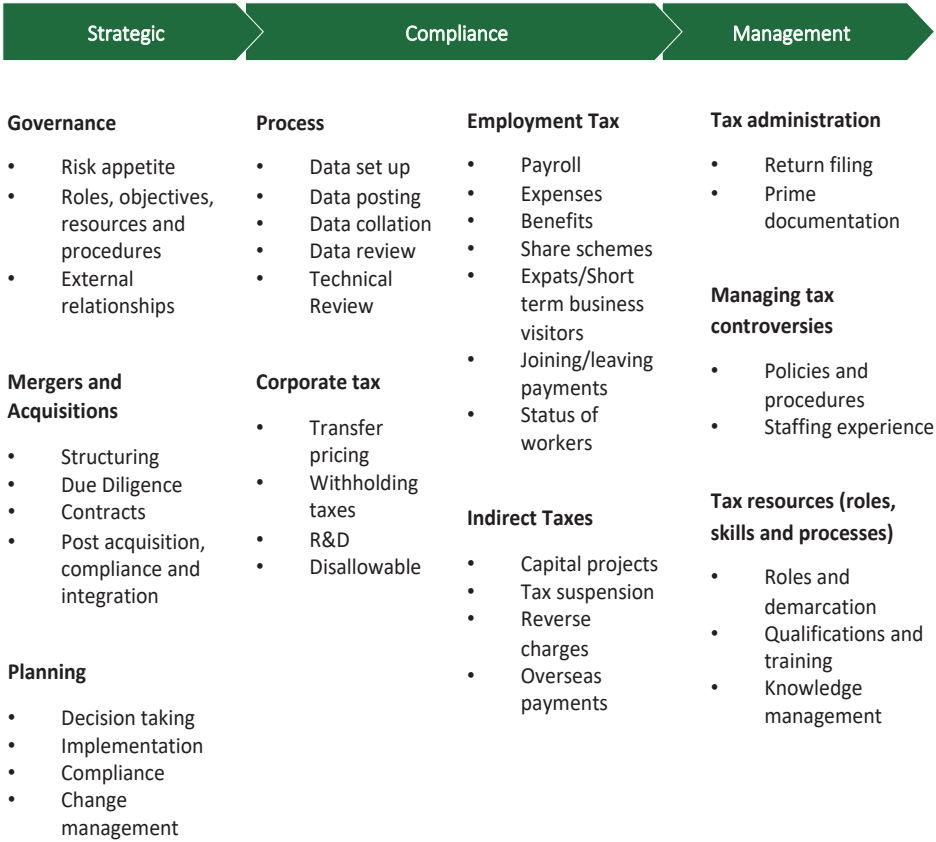 Strategic
Compliance
Management
Governance
• Risk appetite
• Roles, objectives,
resources and
procedures
• External
relationships
Mergers and
Acquisitions
• Structuring
• Due Diligence
• Contracts
• Post acquisition,
compliance and
integration
Planning
• Decision taking
• Implementation
• Compliance
• Change
management
Process
• Data set up
• Data posting
• Data collation
• Data review
• Technical
Review
Corporate tax
• Transfer
pricing
• Withholding
taxes
• R&D
• Disallowable
Employment Tax
• Payroll
• Expenses
• Benefits
• Share schemes
• Expats/Short
term business
visitors
• Joining/leaving
payments
• Status of
workers
Indirect Taxes
• Capital projects
• Tax suspension
• Reverse
charges
• Overseas
payments
Tax administration
• Return filing
• Prime
documentation
Managing tax
controversies
• Policies and
procedures
• Staffing experience
Tax resources (roles,
skills and processes)
• Roles and
demarcation
• Qualifications and
training
• Knowledge
management